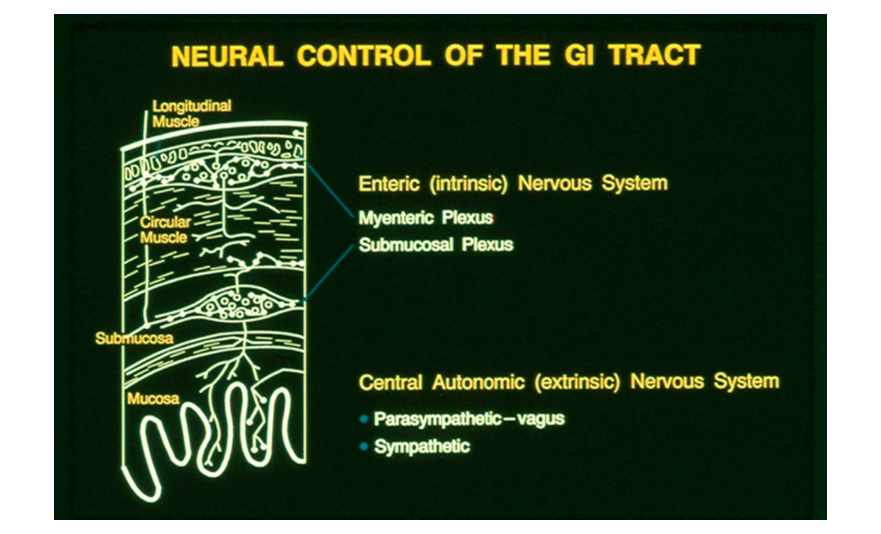 NEURAL CONTROL OF THE GI TRACT
Longitudinal
Muscle
Enteric (intrinsic) Nervous System
Myenteric Plexus
Circular
Muscle
Submucosal Plexus
Submucosa
Central Autonomic (extrinsic) Nervous System
Mucosa
• Parasympathetic–vagus
• Sympathetic